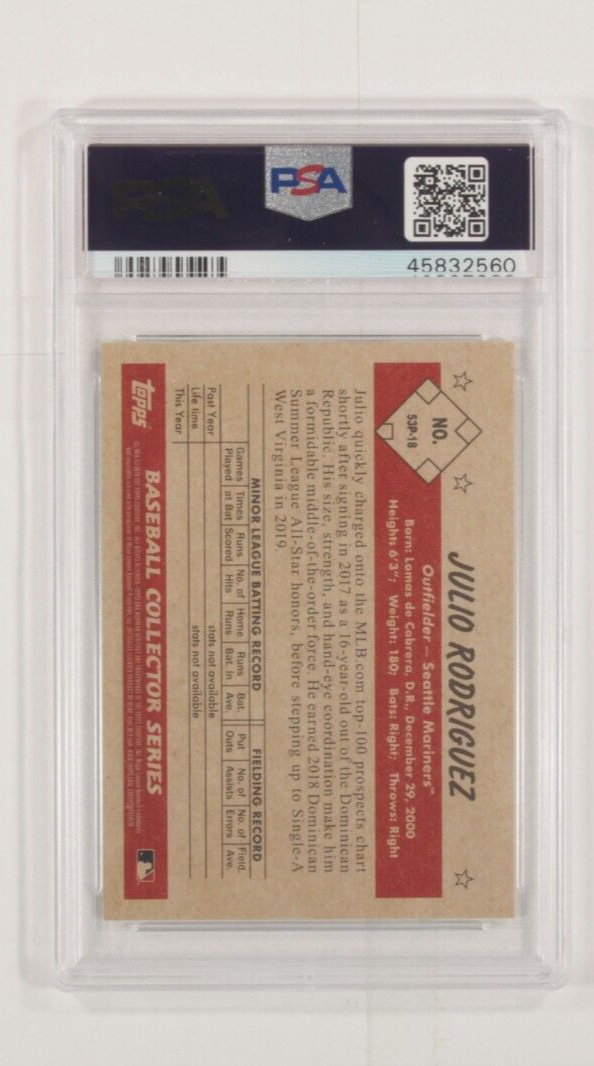 PSA
PSA
45832560
NO.
53P-18
JULIO RODRIGUEZ
Outfielder — Seattle Mariners™
Born: Lomas de Cabrera, D.R., December 29, 2000
Height: 6'3"; Weight: 180; Bats: Right; Throws: Right
Julio quickly charged onto the MLB.com top-100 prospects chart
shortly after signing in 2017 as a 16-year-old out of the Dominican
Republic. His size, strength, and hand-eye coordination make him
a formidable middle-of-the-order force. He earned 2018 Dominican
Summer League All-Star honors, before stepping up to Single-A
West Virginia in 2019.
MINOR LEAGUE BATTING RECORD FIELDING RECORD
Games Played Times at Bat Runs Scored No. of Hits Home Runs Runs Bat. in Bat. Ave. Put Outs No. of Assists No. of Errors Field. Ave.
Past Year stats not available
Life time stats not available
This Year
Topps BASEBALL COLLECTOR SERIES